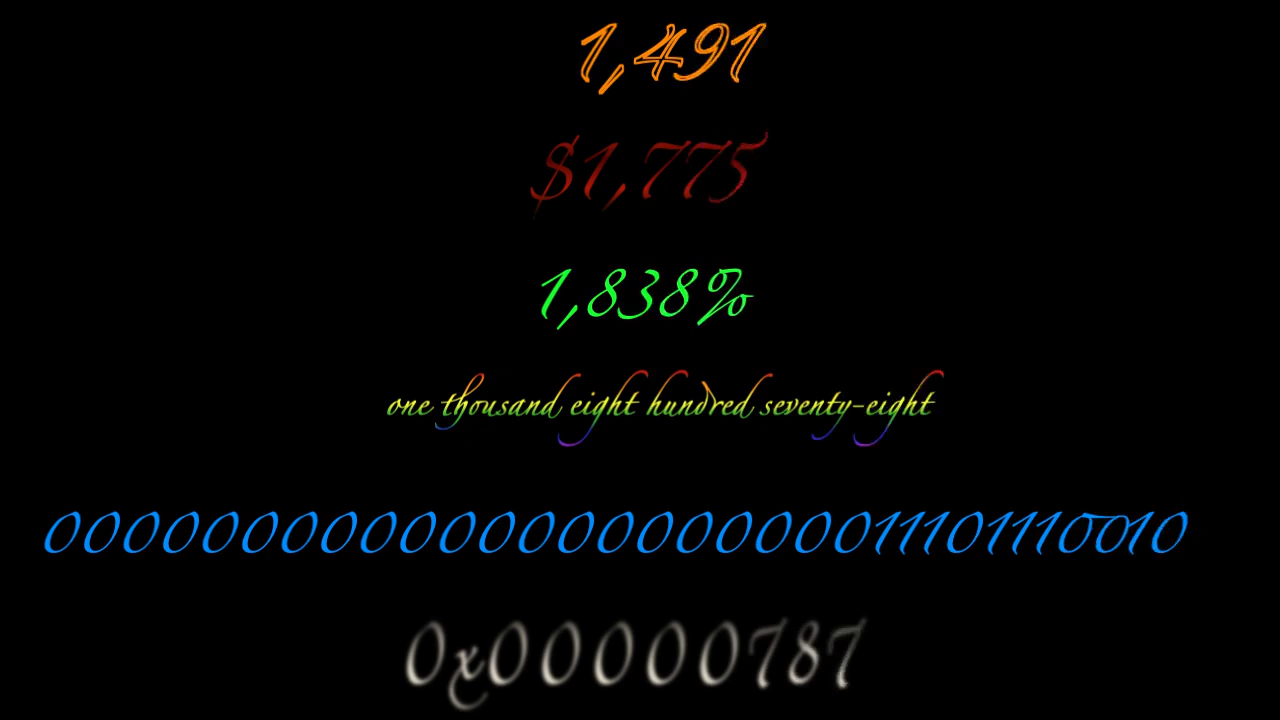 1,491
$1,775
1,838%
one thousand eight hundred seventy-eight
00000000000000000000011101110010
0x00000787